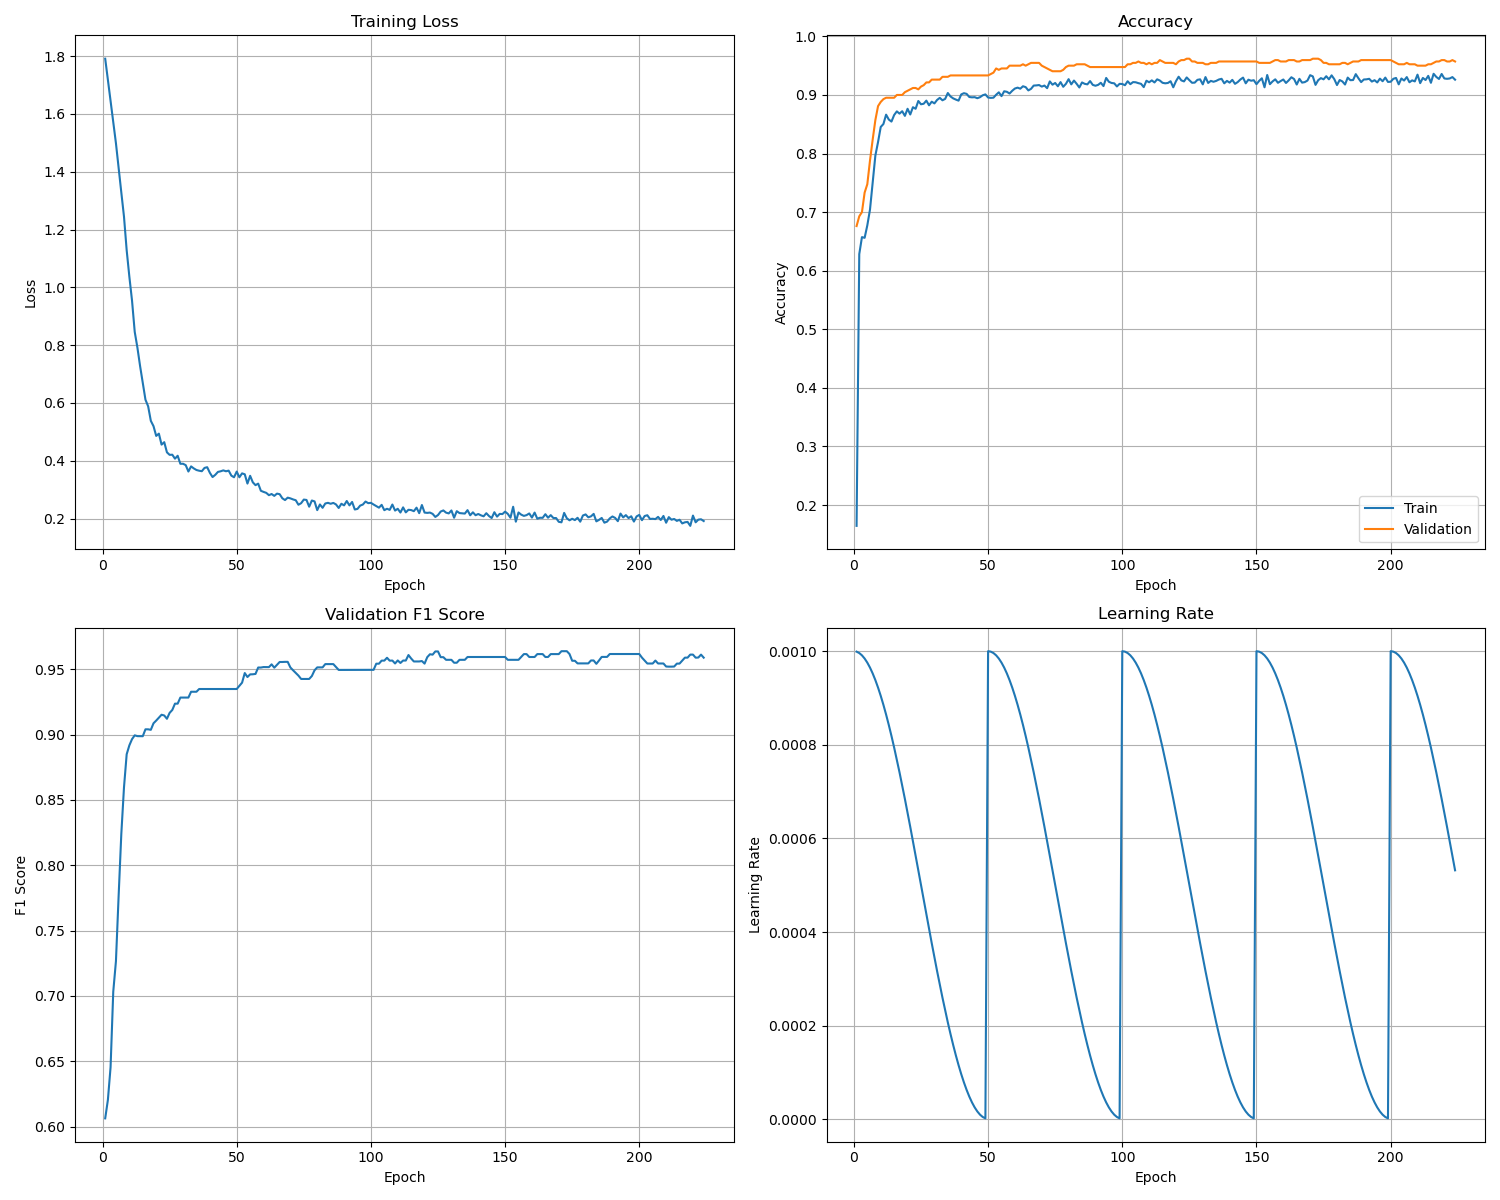 Training Loss
1.8
1.6
1.4
1.2
1.0
0.8
0.6
0.4
0.2
Loss
0 50 100 150 200
Epoch
Accuracy
1.0
0.9
0.8
0.7
0.6
0.5
0.4
0.3
0.2
Accuracy
Train
Validation
0 50 100 150 200
Epoch
Validation F1 Score
0.95
0.90
0.85
0.80
0.75
0.70
0.65
0.60
F1 Score
0 50 100 150 200
Epoch
Learning Rate
0.0010
0.0008
0.0006
0.0004
0.0002
0.0000
Learning Rate
0 50 100 150 200
Epoch